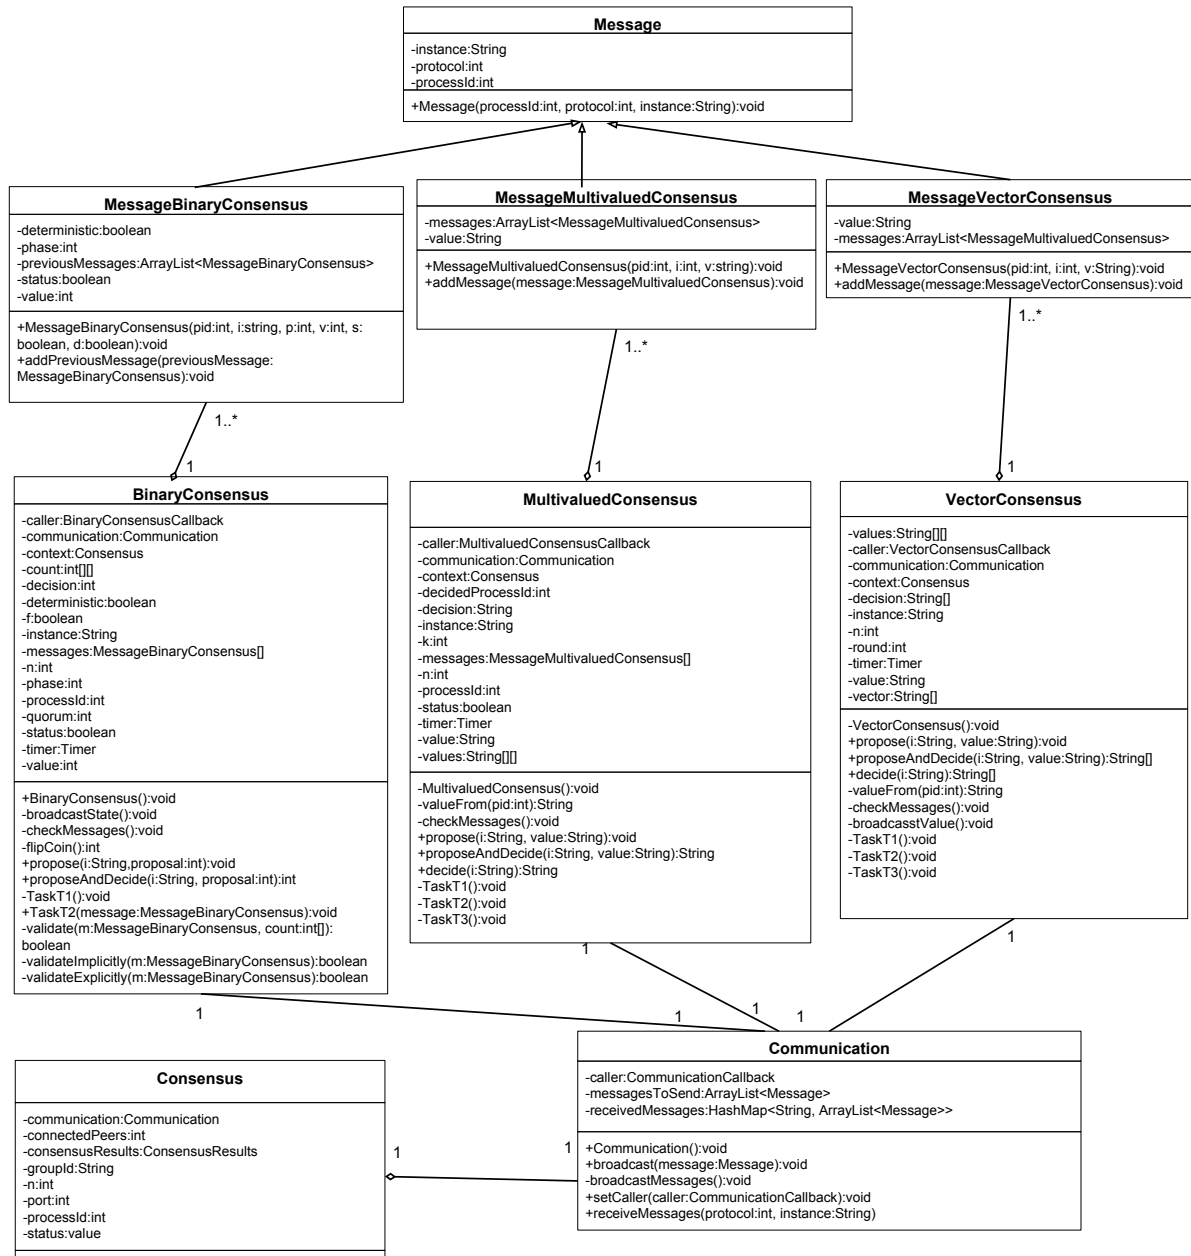 Message
-instance:String
-protocol:int
-processId:int
+Message(processId:int, protocol:int, instance:String):void
MessageBinaryConsensus
-deterministic:boolean
-phase:int
-previousMessages:ArrayList<MessageBinaryConsensus>
-status:boolean
-value:int
+MessageBinaryConsensus(pid:int, i:string, p:int, v:int, s:
boolean, d:boolean):void
+addPreviousMessage(previousMessage:
MessageBinaryConsensus):void
MessageMultivaluedConsensus
-messages:ArrayList<MessageMultivaluedConsensus>
-value:String
+MessageMultivaluedConsensus(pid:int, i:int, v:string):void
+addMessage(message:MessageMultivaluedConsensus):void
MessageVectorConsensus
-value:String
-messages:ArrayList<MessageMultivaluedConsensus>
+MessageVectorConsensus(pid:int, i:int, v:String):void
+addMessage(message:MessageVectorConsensus):void
1..*
1..*
1..*
1
1
1
BinaryConsensus
-caller:BinaryConsensusCallback
-communication:Communication
-context:Consensus
-count:int[][]
-decision:int
-deterministic:boolean
-f:boolean
-instance:String
-messages:MessageBinaryConsensus[]
-n:int
-phase:int
-processId:int
-quorum:int
-status:boolean
-timer:Timer
-value:int
+BinaryConsensus():void
-broadcastState():void
-checkMessages():void
-flipCoin():int
+propose(i:String,proposal:int):void
+proposeAndDecide(i:String, proposal:int):int
-TaskT1():void
+TaskT2(message:MessageBinaryConsensus):void
-validate(m:MessageBinaryConsensus, count:int[]):
boolean
-validateImplicitly(m:MessageBinaryConsensus):boolean
-validateExplicitly(m:MessageBinaryConsensus):boolean
MultivaluedConsensus
-caller:MultivaluedConsensusCallback
-communication:Communication
-context:Consensus
-decidedProcessId:int
-decision:String
-instance:String
-k:int
-messages:MessageMultivaluedConsensus[]
-n:int
-processId:int
-status:boolean
-timer:Timer
-value:String
-values:String[][]
-MultivaluedConsensus():void
-valueFrom(pid:int):String
-checkMessages():void
+propose(i:String, value:String):void
+proposeAndDecide(i:String, value:String):String
+decide(i:String):String
-TaskT1():void
-TaskT2():void
-TaskT3():void
VectorConsensus
-values:String[][]
-caller:VectorConsensusCallback
-communication:Communication
-context:Consensus
-decision:String[]
-instance:String
-n:int
-round:int
-timer:Timer
-value:String
-vector:String[]
-VectorConsensus():void
+propose(i:String, value:String):void
+proposeAndDecide(i:String, value:String):String[]
+decide(i:String):String[]
-valueFrom(pid:int):String
-checkMessages():void
-broadcasstValue():void
-TaskT1():void
-TaskT2():void
-TaskT3():void
1
1
1
1
1
1
Consensus
-communication:Communication
-connectedPeers:int
-consensusResults:ConsensusResults
-groupId:String
-n:int
-port:int
-processId:int
-status:value
1
1
Communication
-caller:CommunicationCallback
-messagesToSend:ArrayList<Message>
-receivedMessages:HashMap<String, ArrayList<Message>>
+Communication():void
+broadcast(message:Message):void
-broadcastMessages():void
+setCaller(caller:CommunicationCallback):void
+receiveMessages(protocol:int, instance:String)